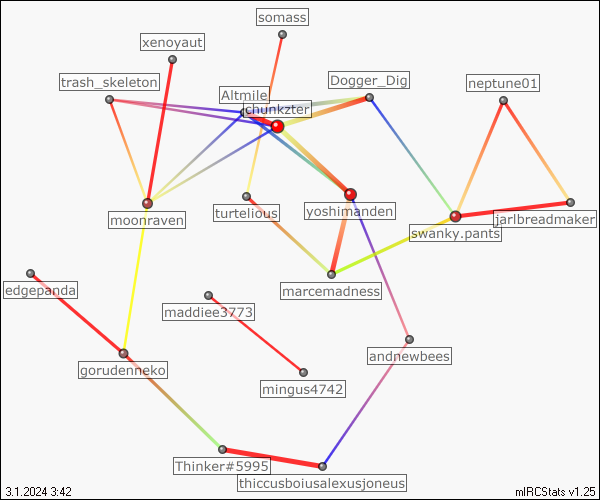 somass
xenoyaut
trash_skeleton
Dogger_Dig
neptune01
Altmile
chunkzter
moonraven
turtelious
yoshimanden
jarlbreadmaker
swanky.pants
edgepanda
marcemadness
maddiee3773
andnewbees
gorudenneko
mingus4742
Thinker#5995
thiccusboiusalexusjoneus
3.1.2024 3:42
mIRCStats v1.25